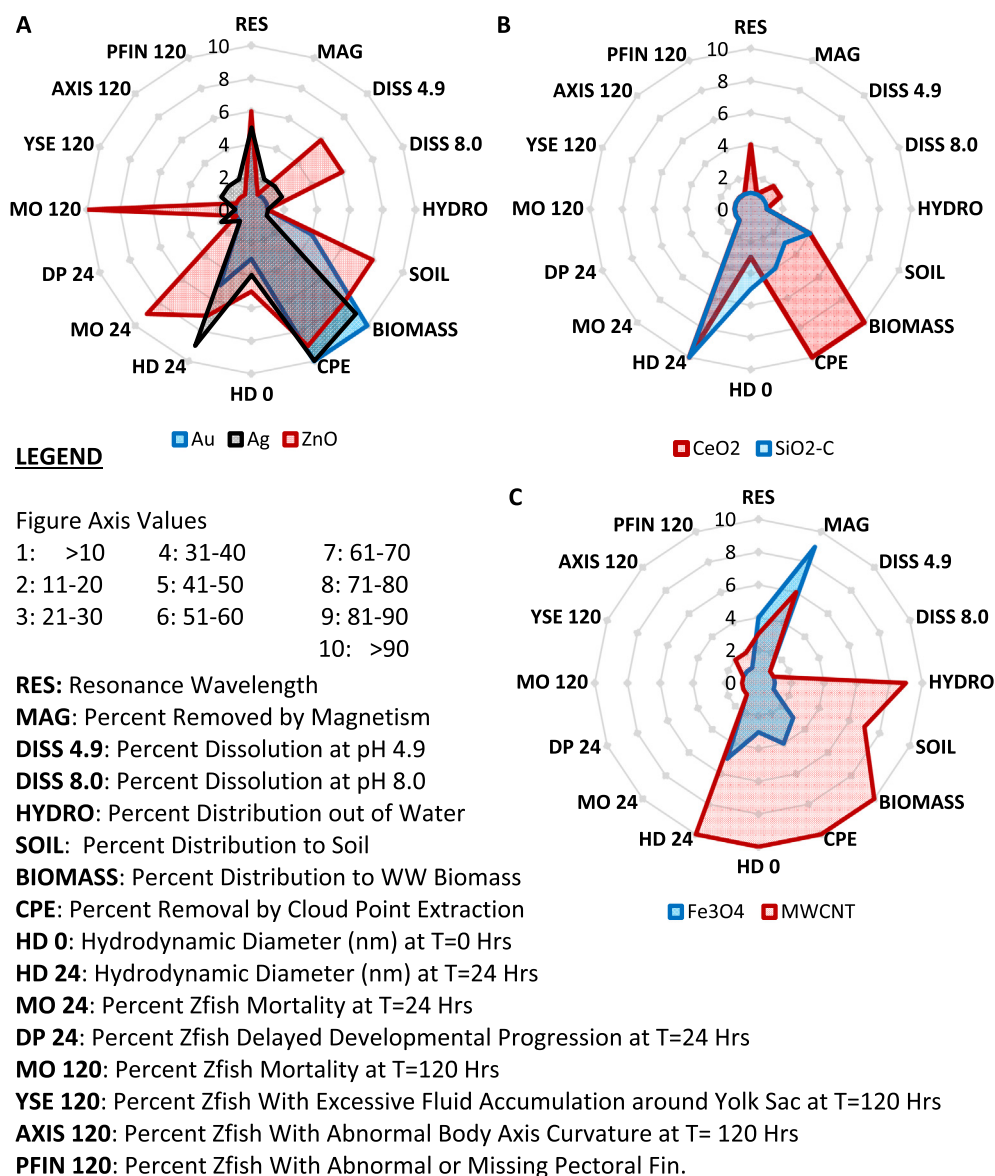 A
RES
MAG
DISS 4.9
DISS 8.0
HYDRO
SOIL
BIOMASS
CPE
HD 0
HD 24
MO 24
DP 24
MO 120
YSE 120
AXIS 120
PFIN 120
10
8
6
4
2
0
Au Ag ZnO
B
RES
MAG
DISS 4.9
DISS 8.0
HYDRO
SOIL
BIOMASS
CPE
HD 0
HD 24
MO 24
DP 24
MO 120
YSE 120
AXIS 120
PFIN 120
10
8
6
4
2
0
CeO2 SiO2-C
LEGEND
Figure Axis Values
1: >10 4: 31-40 7: 61-70
2: 11-20 5: 41-50 8: 71-80
3: 21-30 6: 51-60 9: 81-90
10: >90
C
RES
MAG
DISS 4.9
DISS 8.0
HYDRO
SOIL
BIOMASS
CPE
HD 0
HD 24
MO 24
DP 24
MO 120
YSE 120
AXIS 120
PFIN 120
10
8
6
4
2
0
Fe3O4 MWCNT
RES: Resonance Wavelength
MAG: Percent Removed by Magnetism
DISS 4.9: Percent Dissolution at pH 4.9
DISS 8.0: Percent Dissolution at pH 8.0
HYDRO: Percent Distribution out of Water
SOIL: Percent Distribution to Soil
BIOMASS: Percent Distribution to WW Biomass
CPE: Percent Removal by Cloud Point Extraction
HD 0: Hydrodynamic Diameter (nm) at T=0 Hrs
HD 24: Hydrodynamic Diameter (nm) at T=24 Hrs
MO 24: Percent Zfish Mortality at T=24 Hrs
DP 24: Percent Zfish Delayed Developmental Progression at T=24 Hrs
MO 120: Percent Zfish Mortality at T=120 Hrs
YSE 120: Percent Zfish With Excessive Fluid Accumulation around Yolk Sac at T=120 Hrs
AXIS 120: Percent Zfish With Abnormal Body Axis Curvature at T= 120 Hrs
PFIN 120: Percent Zfish With Abnormal or Missing Pectoral Fin.